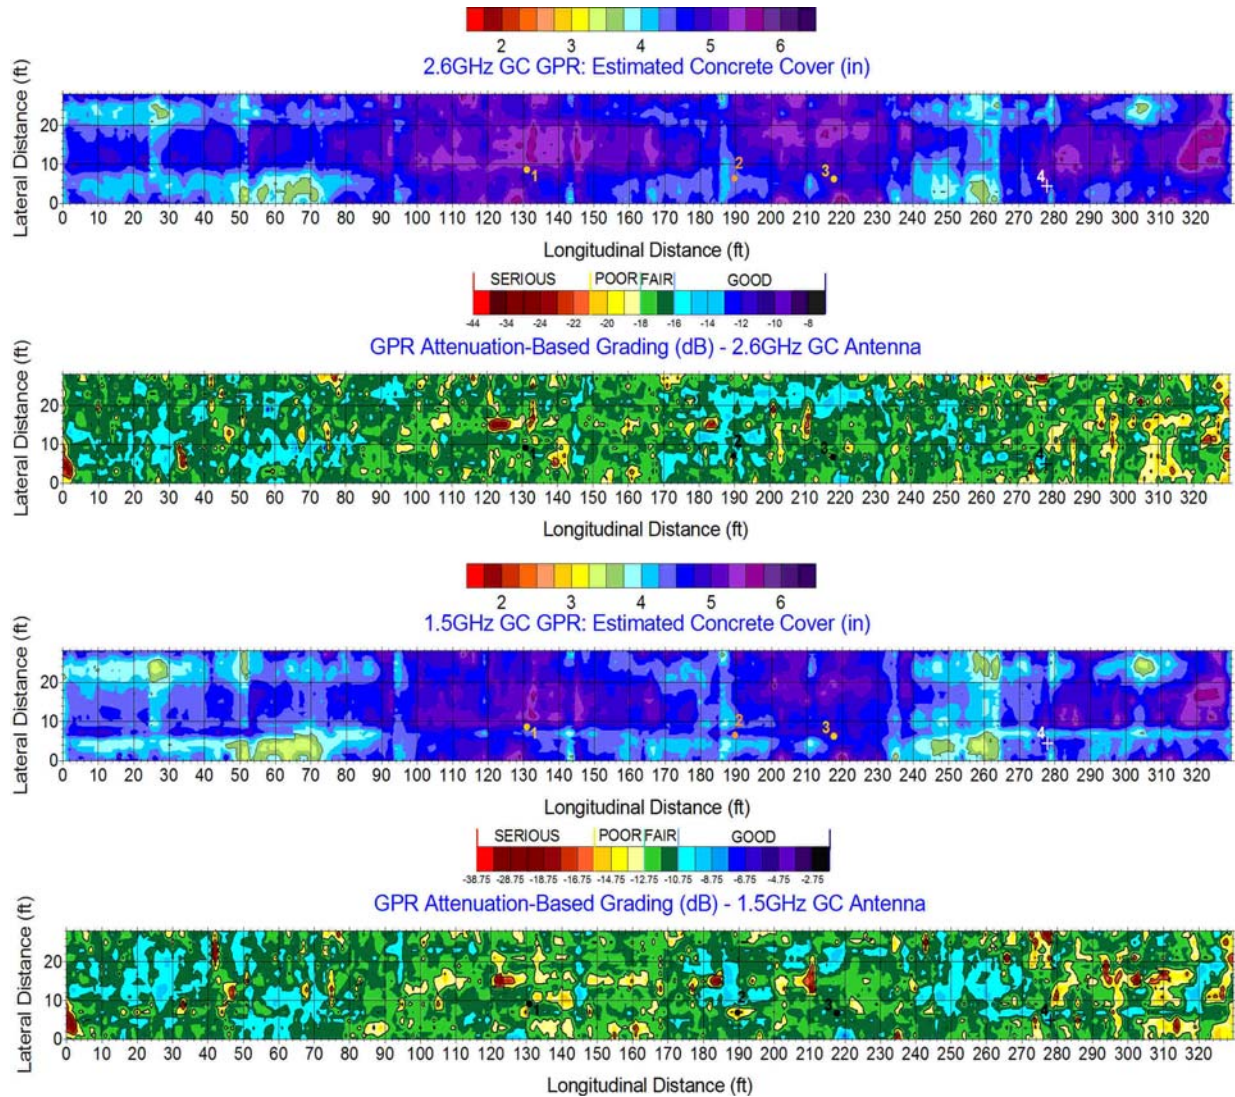 2 3 4 5 6
2.6GHz GC GPR: Estimated Concrete Cover (in)
Lateral Distance (ft)
20
10
0
1 2 3 4
0 10 20 30 40 50 60 70 80 90 100 110 120 130 140 150 160 170 180 190 200 210 220 230 240 250 260 270 280 290 300 310 320
Longitudinal Distance (ft)
SERIOUS POOR FAIR GOOD
-44 -34 -24 -22 -20 -18 -16 -14 -12 -10 -8
GPR Attenuation-Based Grading (dB) - 2.6GHz GC Antenna
Lateral Distance (ft)
20
10
0
1 2 3 4
0 10 20 30 40 50 60 70 80 90 100 110 120 130 140 150 160 170 180 190 200 210 220 230 240 250 260 270 280 290 300 310 320
Longitudinal Distance (ft)
2 3 4 5 6
1.5GHz GC GPR: Estimated Concrete Cover (in)
Lateral Distance (ft)
20
10
0
1 2 3 4
0 10 20 30 40 50 60 70 80 90 100 110 120 130 140 150 160 170 180 190 200 210 220 230 240 250 260 270 280 290 300 310 320
Longitudinal Distance (ft)
SERIOUS POOR FAIR GOOD
-38.75 -28.75 -18.75 -16.75 -14.75 -12.75 -10.75 -8.75 -6.75 -4.75 -2.75
GPR Attenuation-Based Grading (dB) - 1.5GHz GC Antenna
Lateral Distance (ft)
20
10
0
1 2 3 4
0 10 20 30 40 50 60 70 80 90 100 110 120 130 140 150 160 170 180 190 200 210 220 230 240 250 260 270 280 290 300 310 320
Longitudinal Distance (ft)